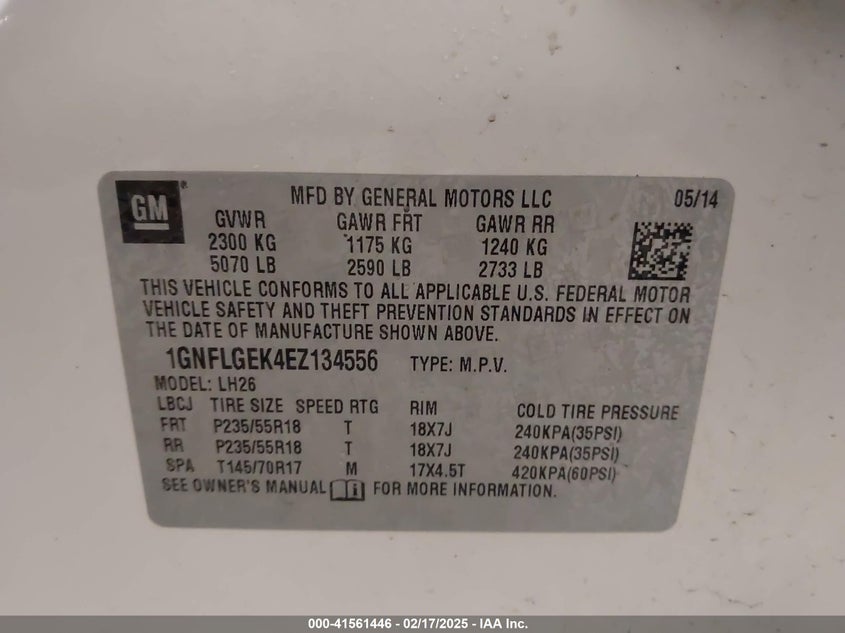 GM
MFD BY GENERAL MOTORS LLC 05/14
GVWR GAWR FRT GAWR RR
2300 KG 1175 KG 1240 KG
5070 LB 2590 LB 2733 LB
THIS VEHICLE CONFORMS TO ALL APPLICABLE U.S. FEDERAL MOTOR
VEHICLE SAFETY AND THEFT PREVENTION STANDARDS IN EFFECT ON
THE DATE OF MANUFACTURE SHOWN ABOVE.
1GNFLGEK4EZ134556 TYPE: M.P.V.
MODEL: LH26
LBCJ TIRE SIZE SPEED RTG RIM COLD TIRE PRESSURE
FRT P235/55R18 T 18X7J 240KPA(35PSI)
RR P235/55R18 T 18X7J 240KPA(35PSI)
SPA T145/70R17 M 17X4.5T 420KPA(60PSI)
SEE OWNER'S MANUAL FOR MORE INFORMATION.
000-41561446 - 02/17/2025 - IAA Inc.